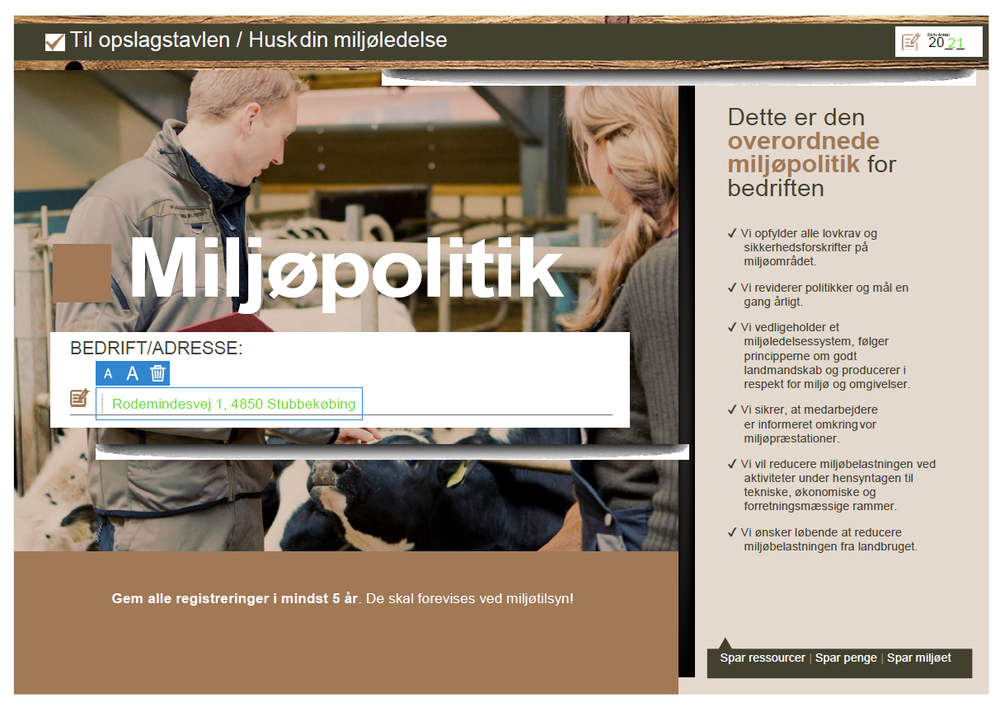 Til opslagstavlen / Husk din miljøledelse
Skriv årstal
20 21
Dette er den
overordnede
miljøpolitik for
bedriften
Miljøpolitik
BEDRIFT/ADRESSE:
A A
Rodemindesvej 1, 4850 Stubbekøbing
✓ Vi opfylder alle lovkrav og
sikkerhedsforskrifter på
miljøområdet.
✓ Vi reviderer politikker og mål en
gang årligt.
✓ Vi vedligeholder et
miljøledelsessystem, følger
principperne om godt
landmandskab og producerer i
respekt for miljø og omgivelser.
✓ Vi sikrer, at medarbejdere
er informeret omkring vor
miljøpræstationer.
✓ Vi vil reducere miljøbelastningen ved
aktiviteter under hensyntagen til
tekniske, økonomiske og
forretningsmæssige rammer.
✓ Vi ønsker løbende at reducere
miljøbelastningen fra landbruget.
Gem alle registreringer i mindst 5 år. De skal forevises ved miljøtilsyn!
Spar ressourcer | Spar penge | Spar miljøet